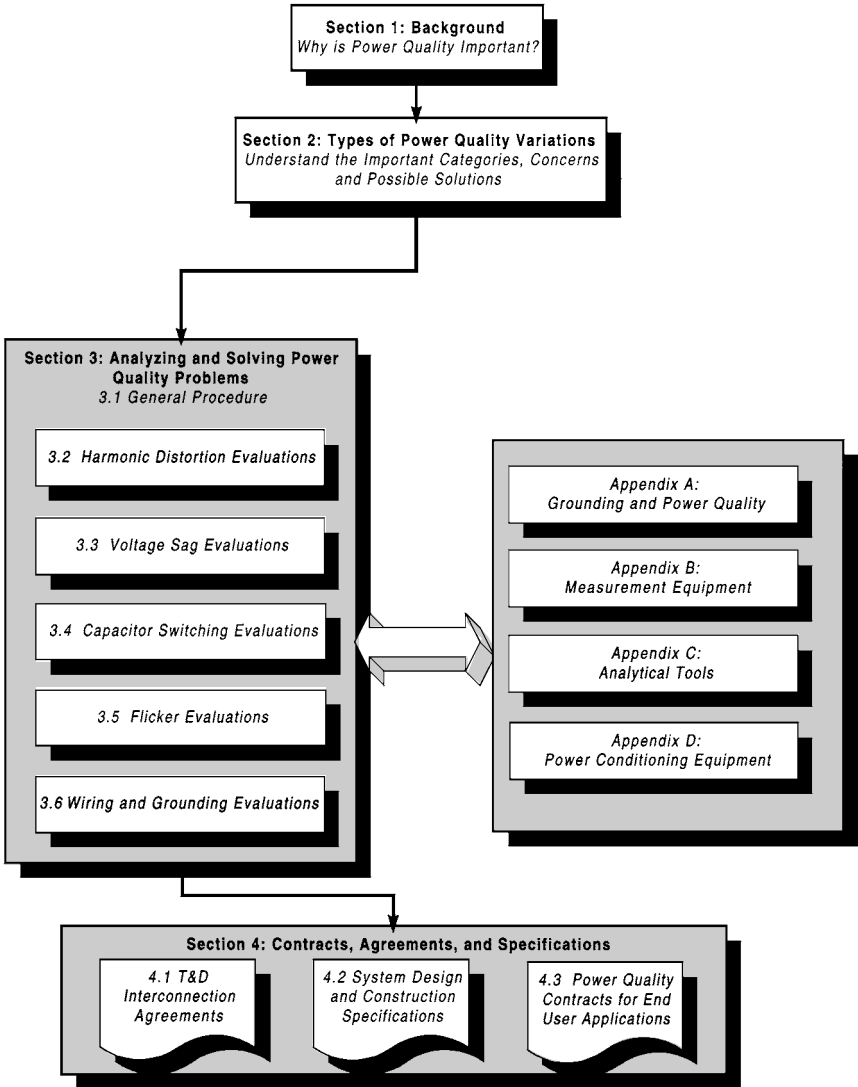 Section 1: Background
Why is Power Quality Important?
Section 2: Types of Power Quality Variations
Understand the Important Categories, Concerns
and Possible Solutions
Section 3: Analyzing and Solving Power
Quality Problems
3.1 General Procedure
3.2 Harmonic Distortion Evaluations
3.3 Voltage Sag Evaluations
3.4 Capacitor Switching Evaluations
3.5 Flicker Evaluations
3.6 Wiring and Grounding Evaluations
Appendix A:
Grounding and Power Quality
Appendix B:
Measurement Equipment
Appendix C:
Analytical Tools
Appendix D:
Power Conditioning Equipment
Section 4: Contracts, Agreements, and Specifications
4.1 T&D
Interconnection
Agreements
4.2 System Design
and Construction
Specifications
4.3 Power Quality
Contracts for End
User Applications